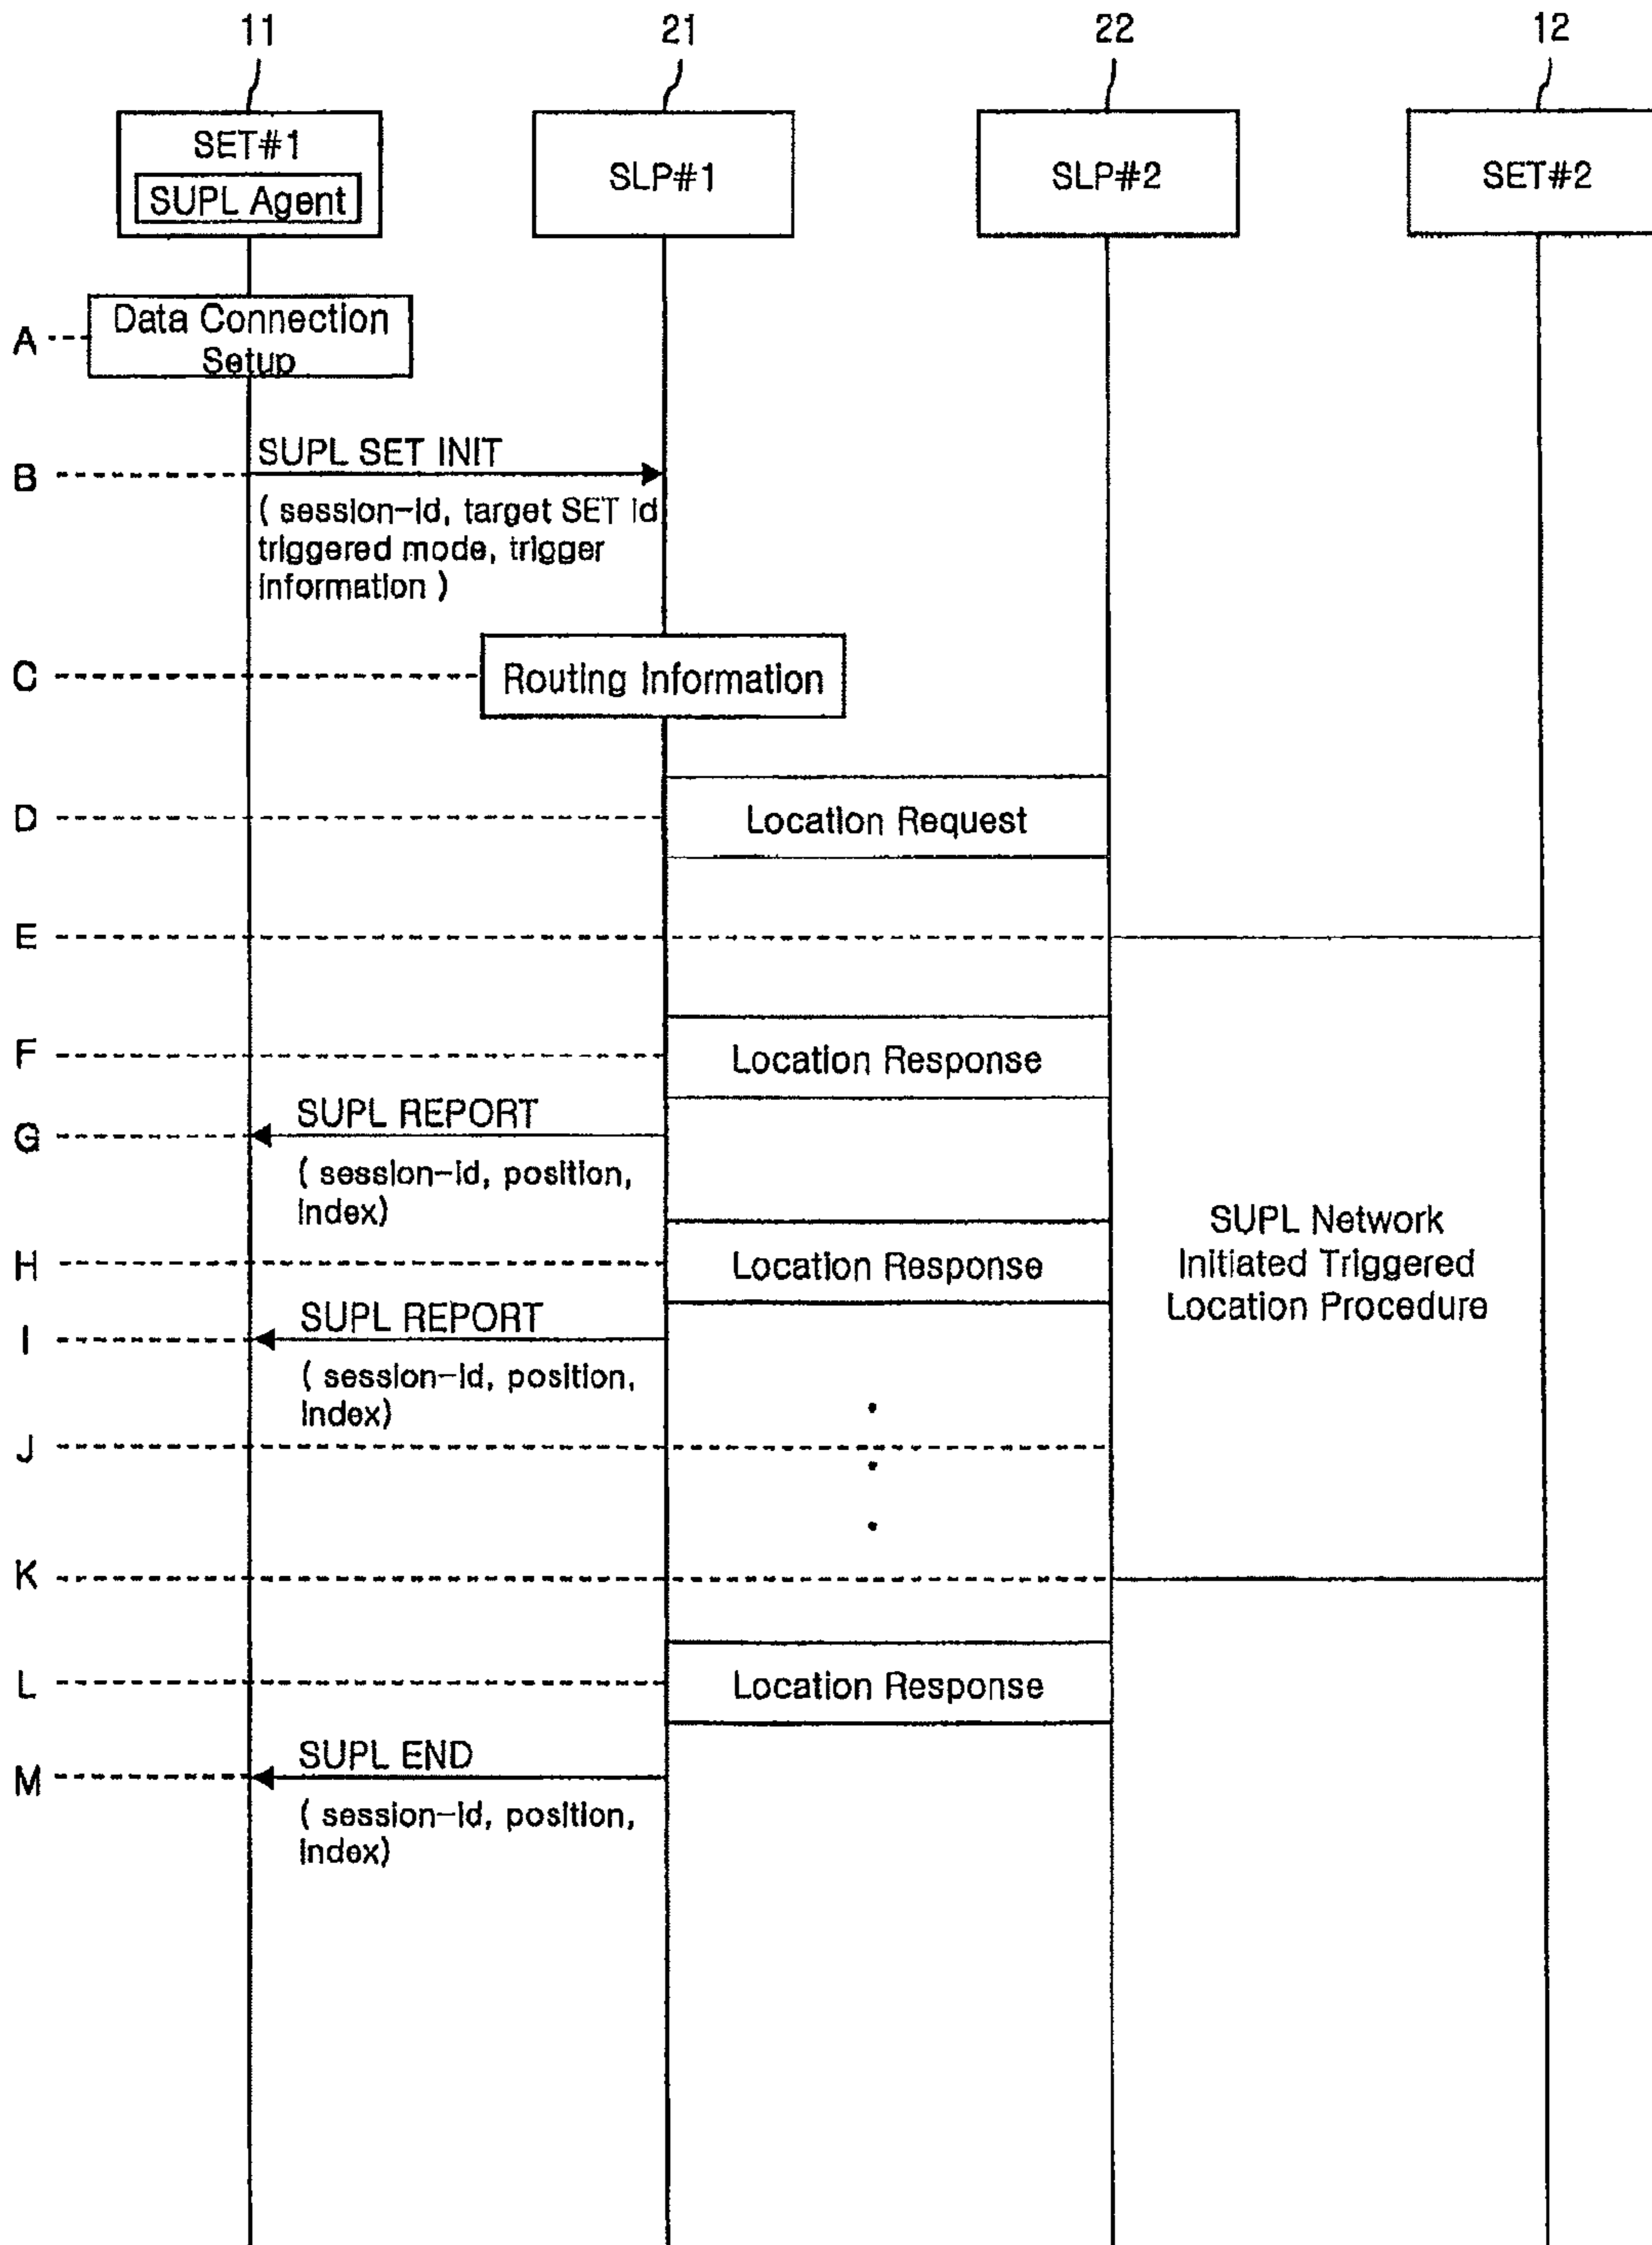 11
21
22
12
SET#1
SUPL Agent
SLP#1
SLP#2
SET#2
A
Data Connection
Setup
B
SUPL SET INIT
( session-id, target SET id
triggered mode, trigger
information )
C
Routing Information
D
Location Request
E
F
Location Response
G
SUPL REPORT
( session-id, position,
index)
H
Location Response
SUPL Network
Initiated Triggered
Location Procedure
I
SUPL REPORT
( session-id, position,
index)
J
K
L
Location Response
M
SUPL END
( session-id, position,
index)